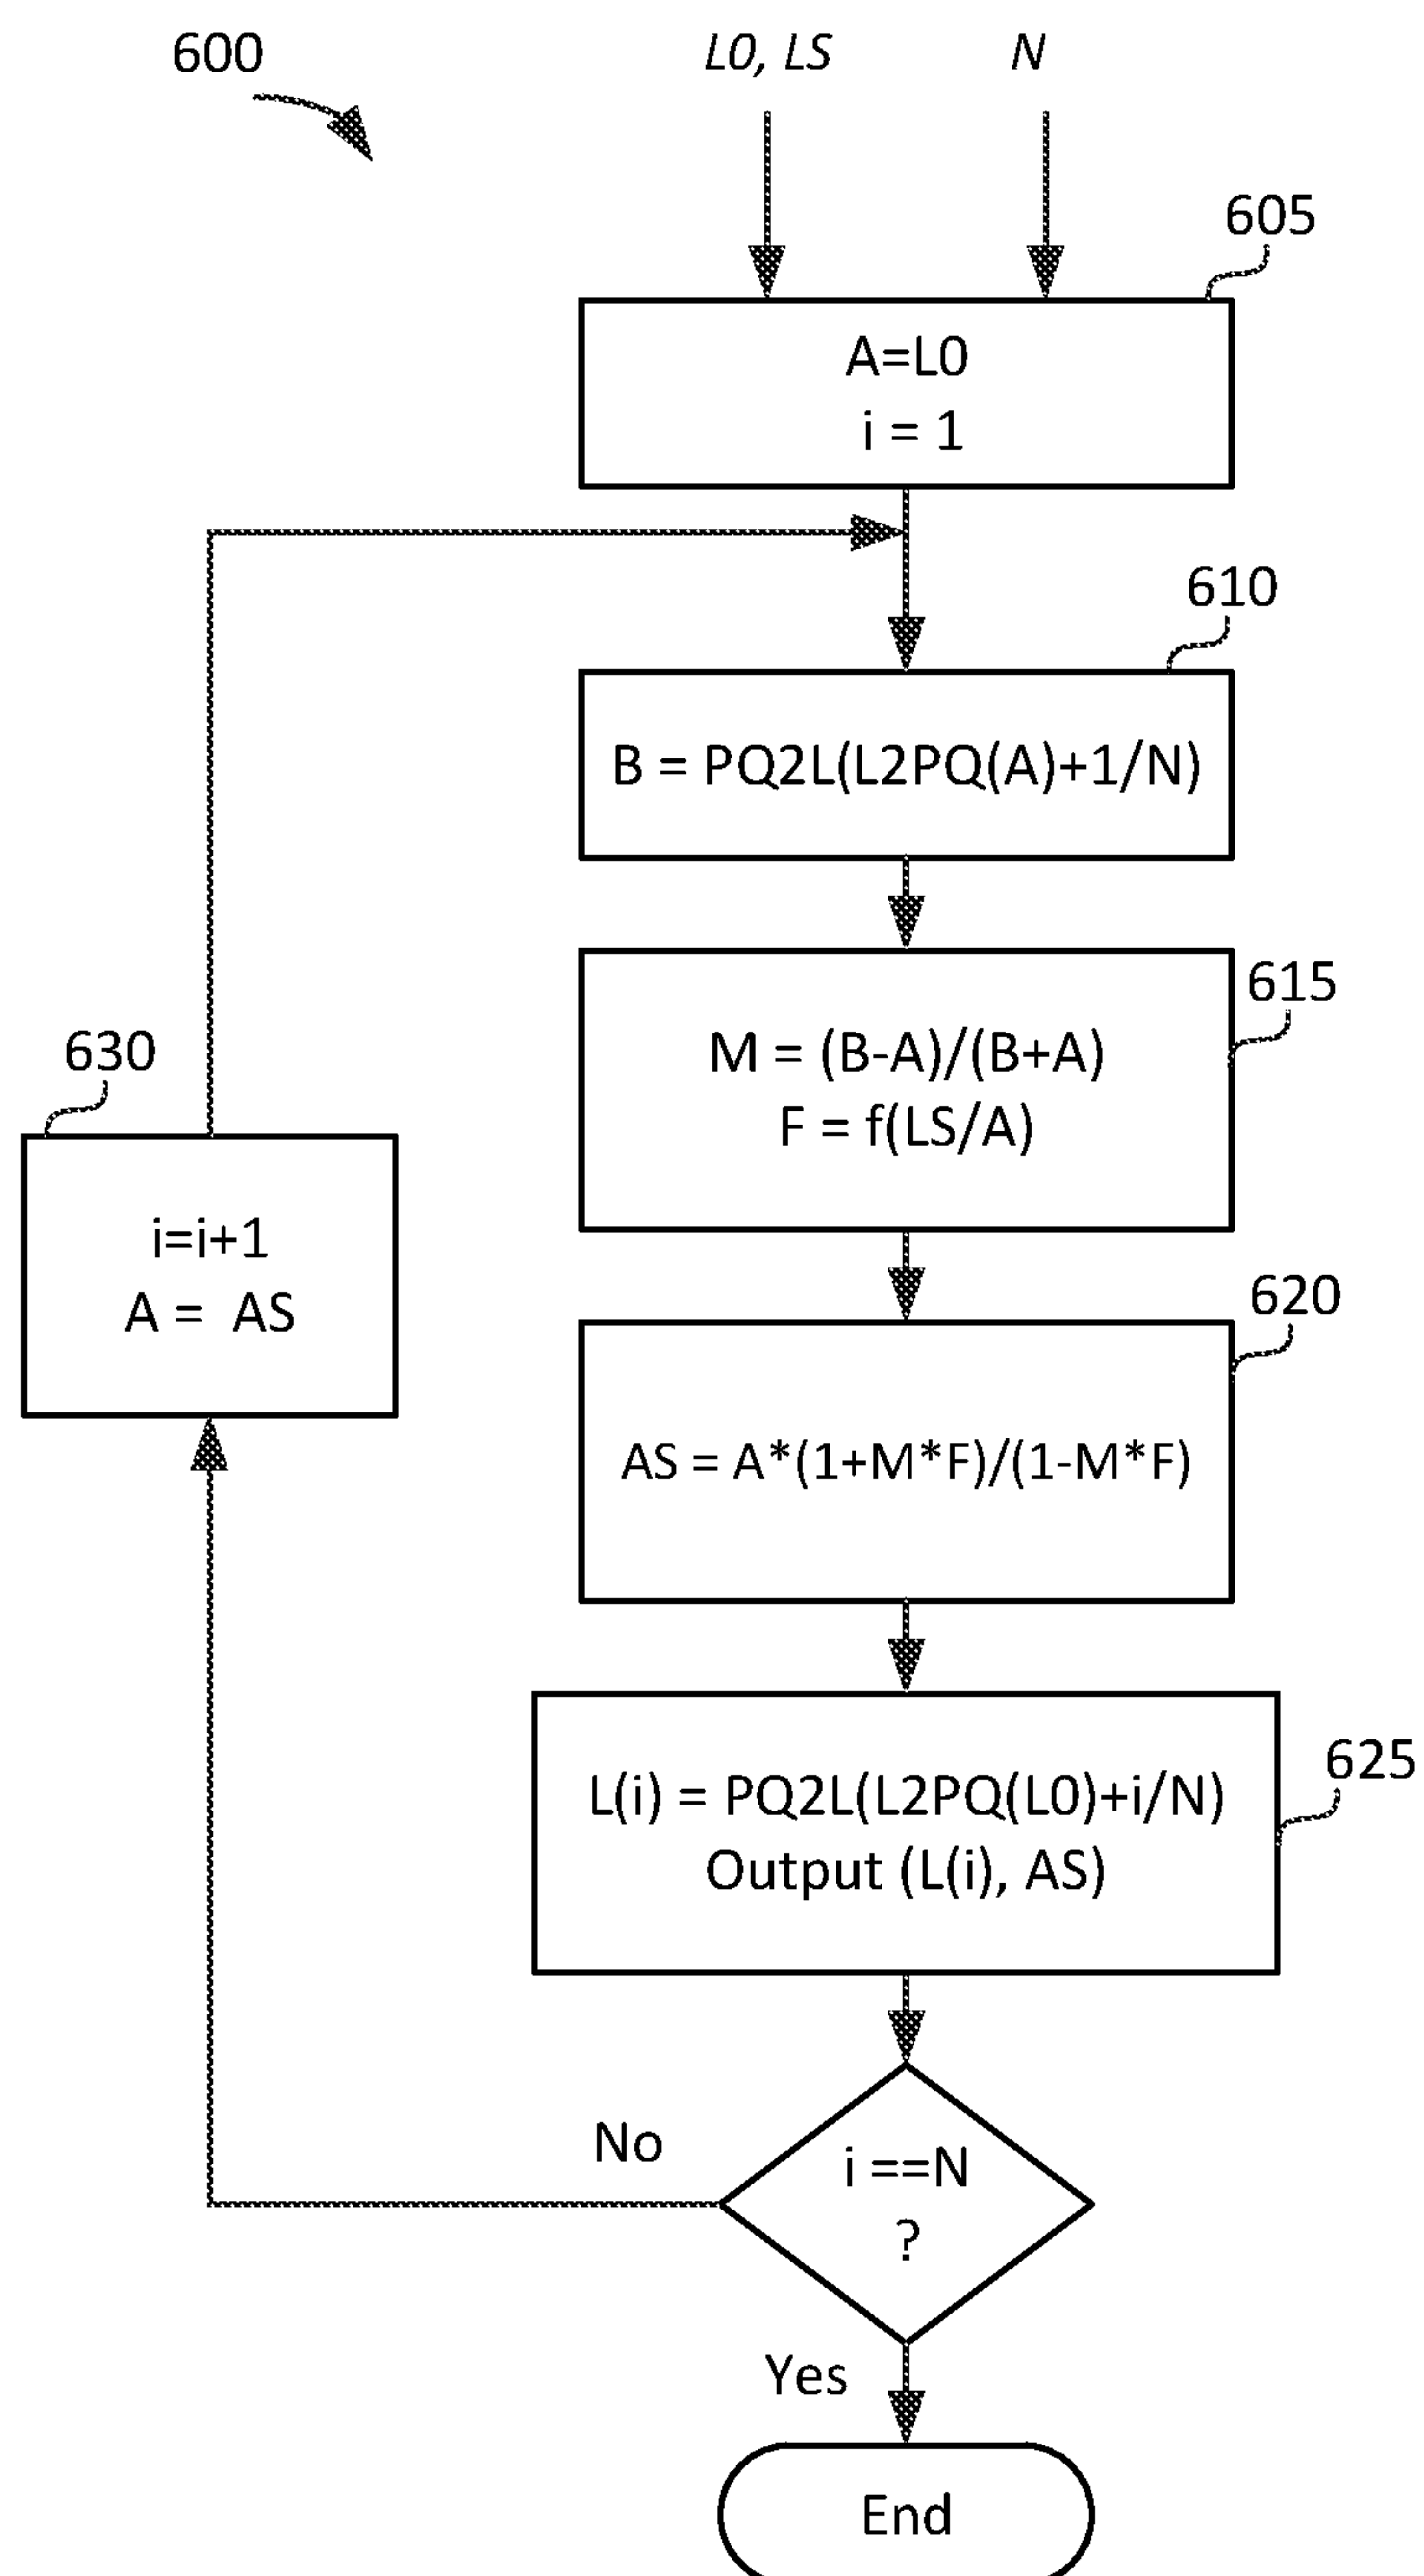 600
L0, LS
N
605
A=L0
i = 1
610
B = PQ2L(L2PQ(A)+1/N)
615
M = (B-A)/(B+A)
F = f(LS/A)
630
i=i+1
A = AS
620
AS = A*(1+M*F)/(1-M*F)
625
L(i) = PQ2L(L2PQ(L0)+i/N)
Output (L(i), AS)
No
i ==N
?
Yes
End